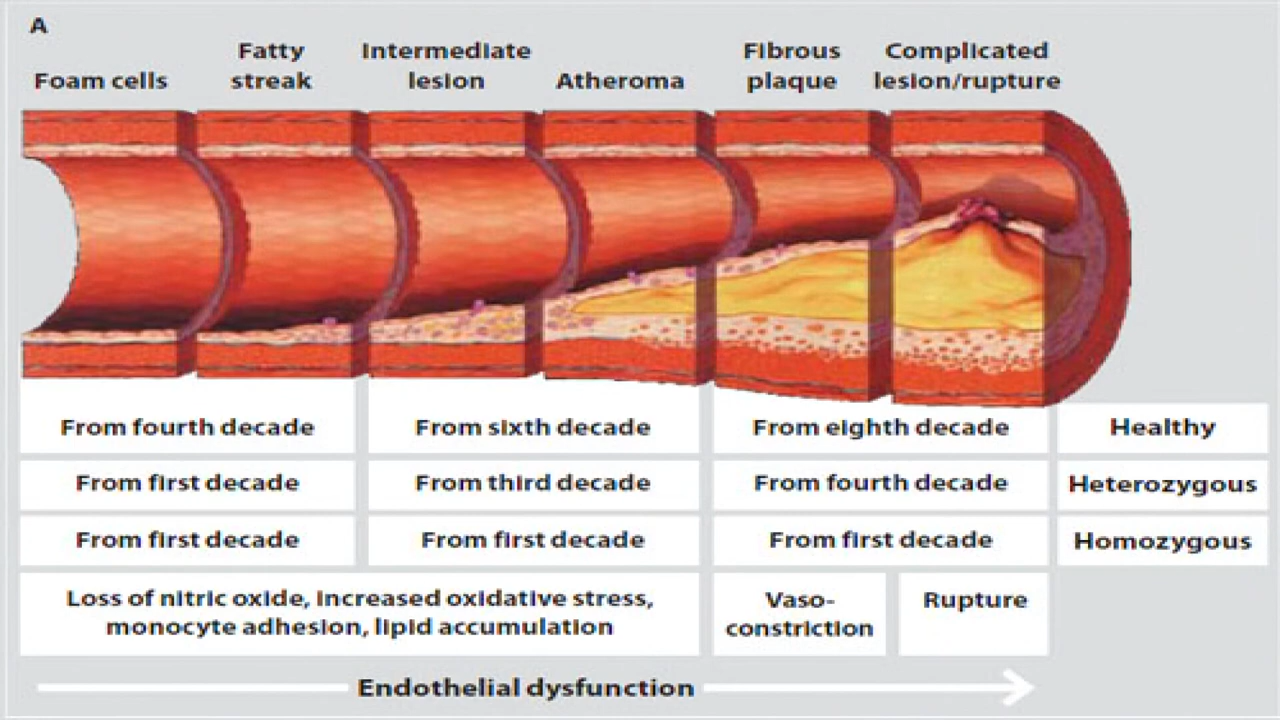 A
Foam cells
Fatty
streak
Intermediate
lesion
Atheroma
Fibrous
plaque
Complicated
lesion/rupture
From fourth decade
From sixth decade
From eighth decade
Healthy
From first decade
From third decade
From fourth decade
Heterozygous
From first decade
From first decade
From first decade
Homozygous
Loss of nitric oxide, increased oxidative stress,
monocyte adhesion, lipid accumulation
Vaso-
constriction
Rupture
Endothelial dysfunction